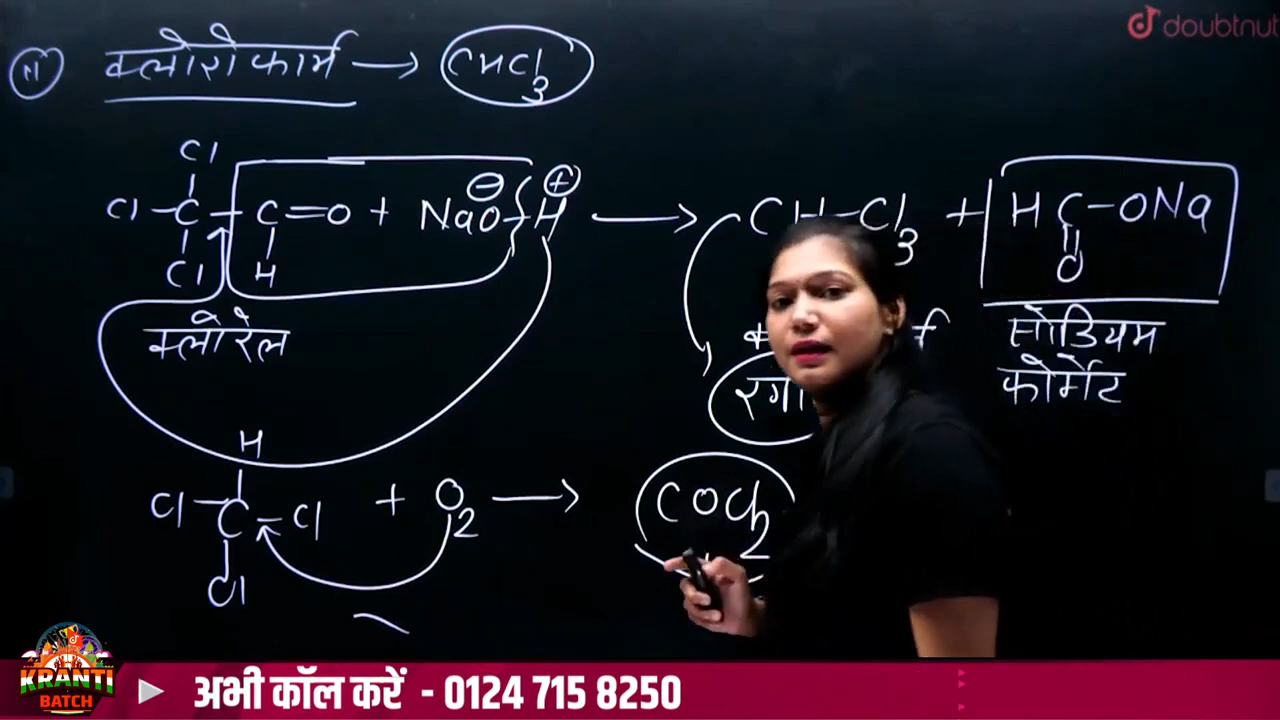 doubtnut
(11) क्लोरोफार्म → CHCl3
Cl
Cl – C – C = O + NaO – H → CH – Cl3 + H C – ONa
⊖ ⊕
Cl H O
क्लोरेल
सोडियम
कोर्मेट
H
Cl – C – Cl + O2 → COCl2
Cl
KRANTI
BATCH
अभी कॉल करें - 0124 715 8250